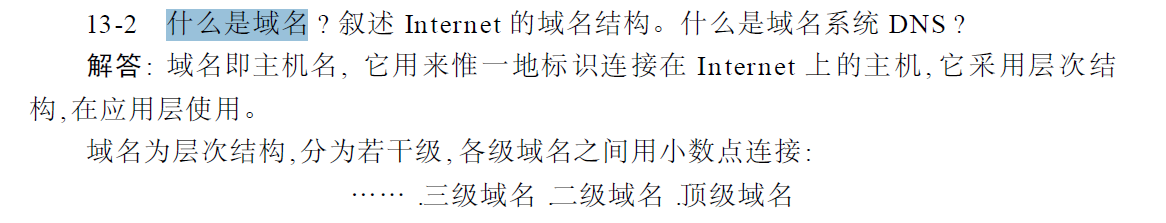 13-2 什么是域名?叙述 Internet 的域名结构。什么是域名系统 DNS?
解答: 域名即主机名, 它用来惟一地标识连接在 Internet 上的主机,它采用层次结
构,在应用层使用。
域名为层次结构,分为若干级,各级域名之间用小数点连接:
…… .三级域名 .二级域名 .顶级域名